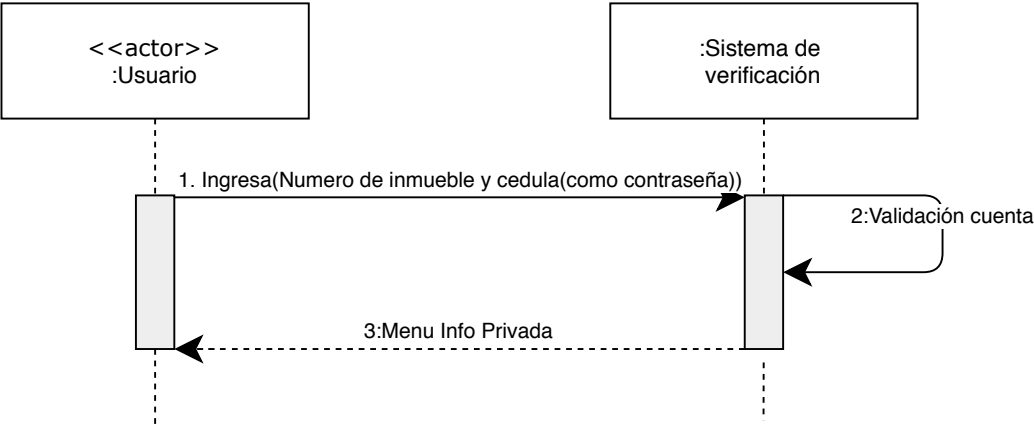 <<actor>>
:Usuario
:Sistema de
verificación
1. Ingresa(Numero de inmueble y cedula(como contraseña))
2:Validación cuenta
3:Menu Info Privada